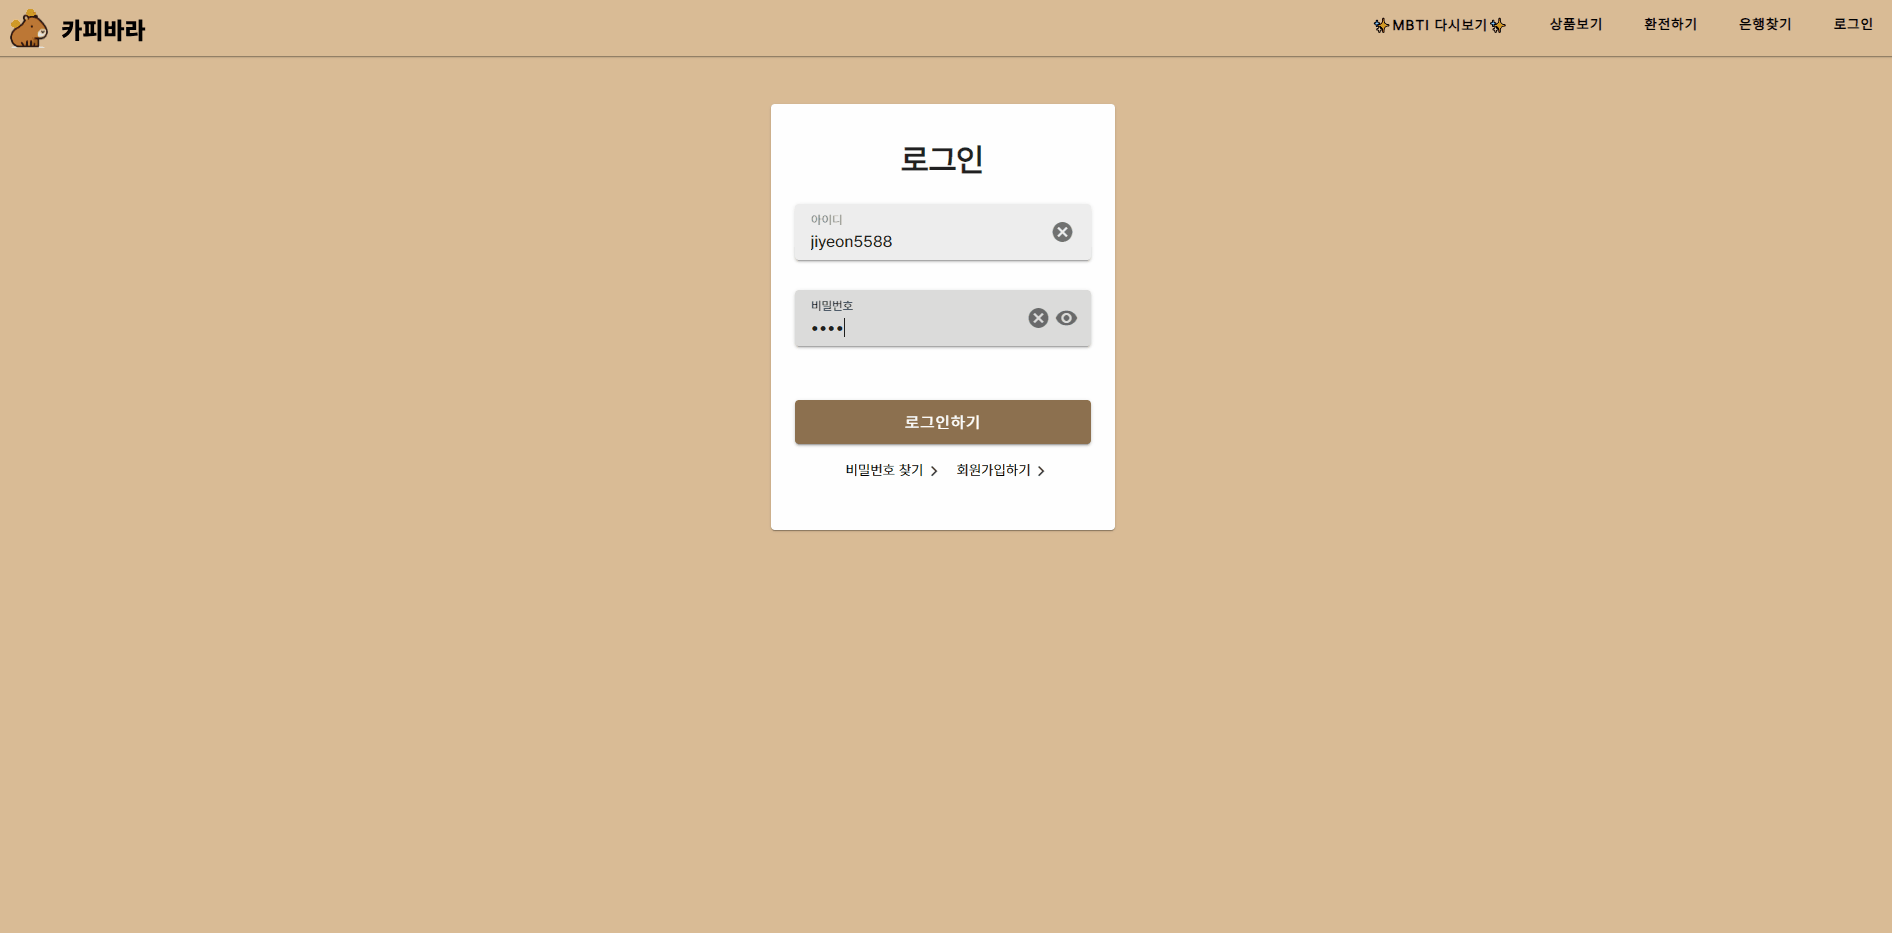 카피바라
✨MBTI 다시보기✨ 상품보기 환전하기 은행찾기 로그인
로그인
아이디
jiyeon5588
비밀번호
••••
로그인하기
비밀번호 찾기 > 회원가입하기 >